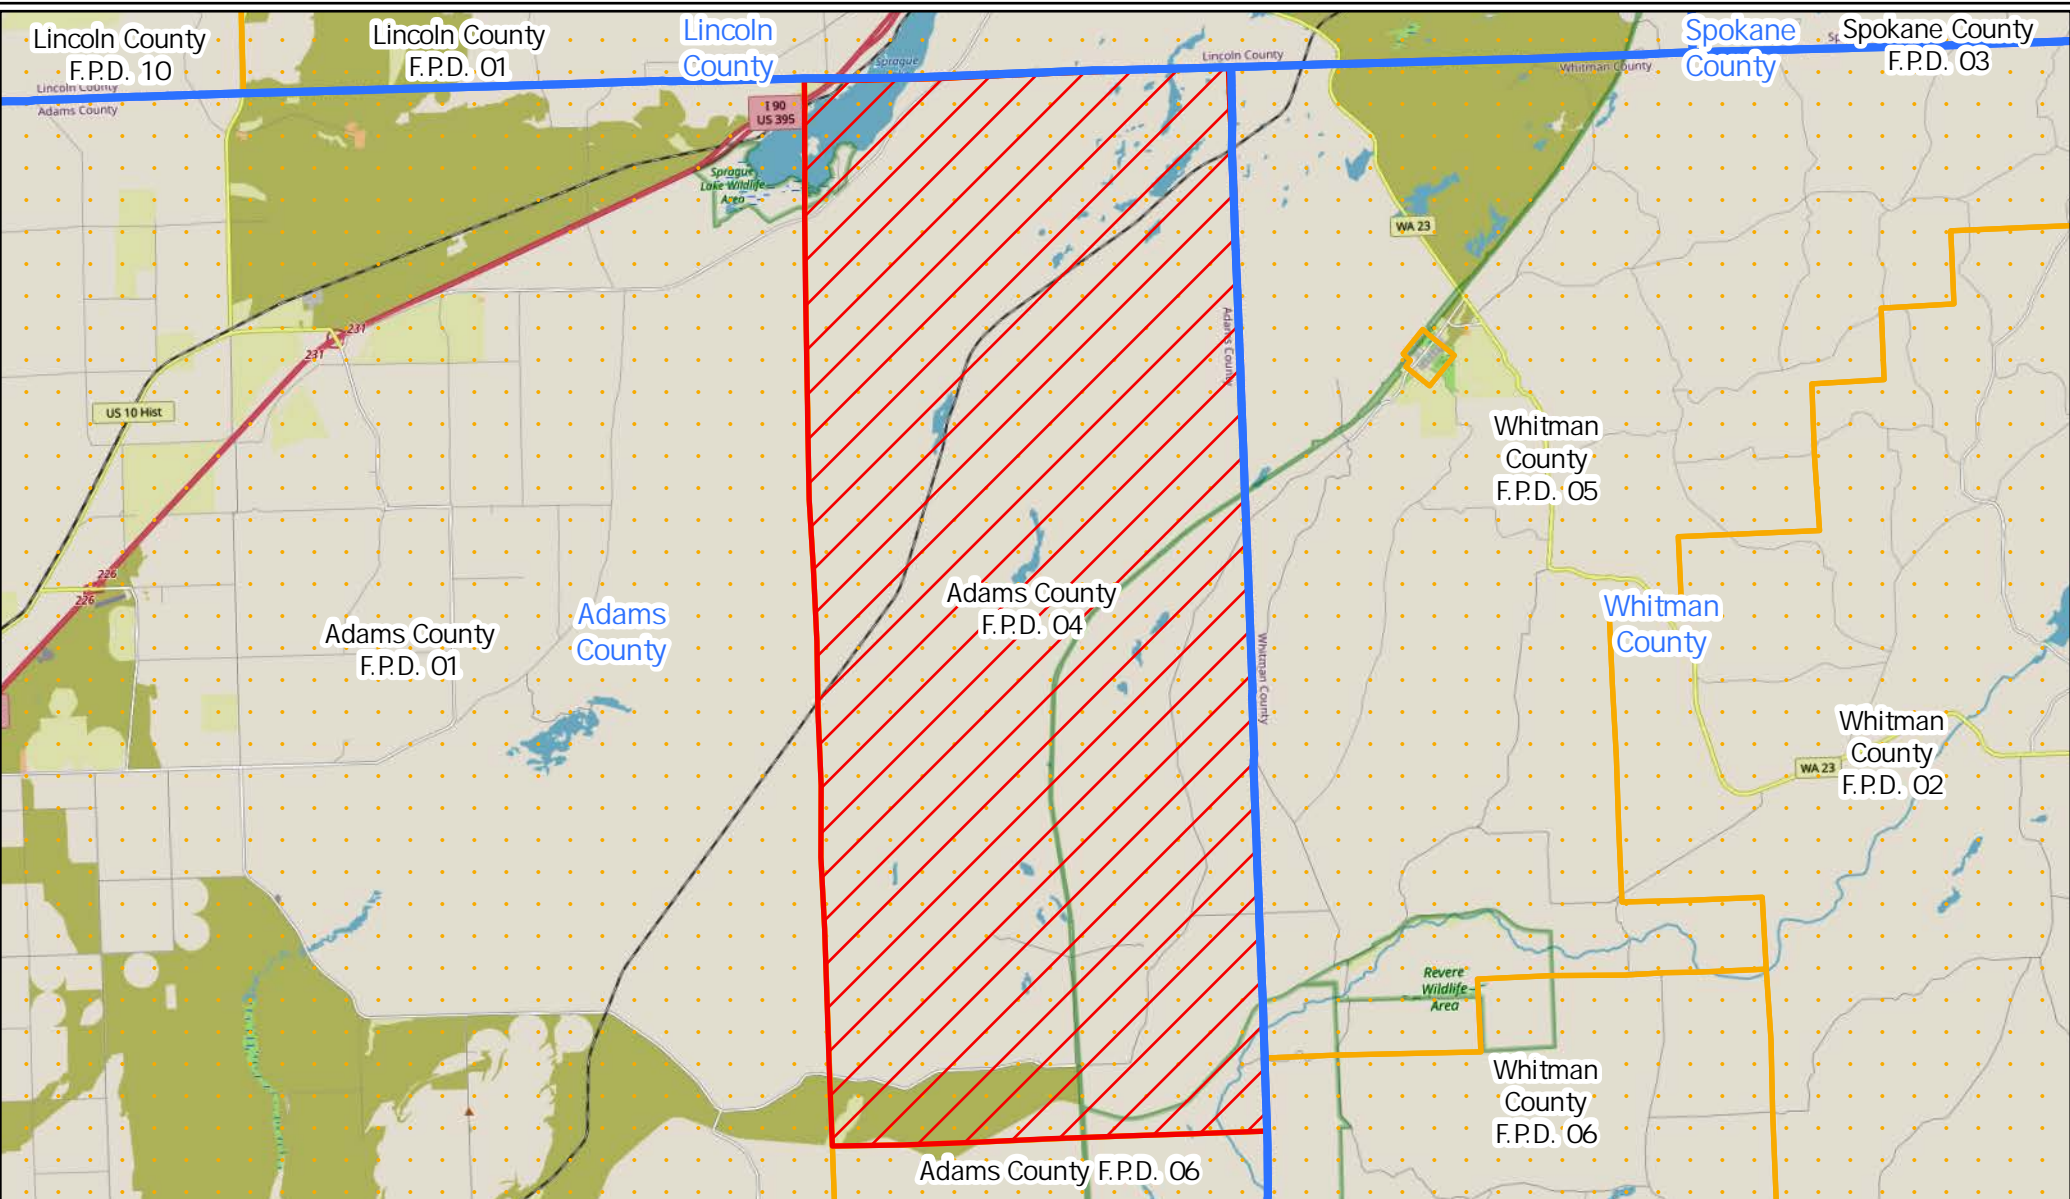 Lincoln County
F.P.D. 10
Lincoln County
F.P.D. 01
Lincoln
County
Spokane
County
Spokane County
F.P.D. 03
Lincoln County
Adams County
Lincoln County
Whitman County
Sprague
I 90
US 395
Sprague
Lake Wildlife
Area
WA 23
231
231
US 10 Hist
Adams County
Whitman
County
F.P.D. 05
226
226
Adams County
F.P.D. 01
Adams
County
Adams County
F.P.D. 04
Whitman County
Whitman
County
Whitman
County
F.P.D. 02
WA 23
Revere
Wildlife
Area
Whitman
County
F.P.D. 06
Adams County F.P.D. 06